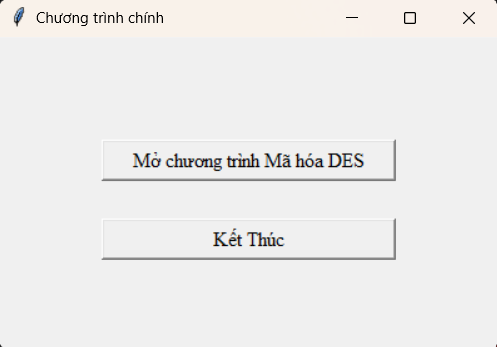 Chương trình chính
Mở chương trình Mã hóa DES
Kết Thúc